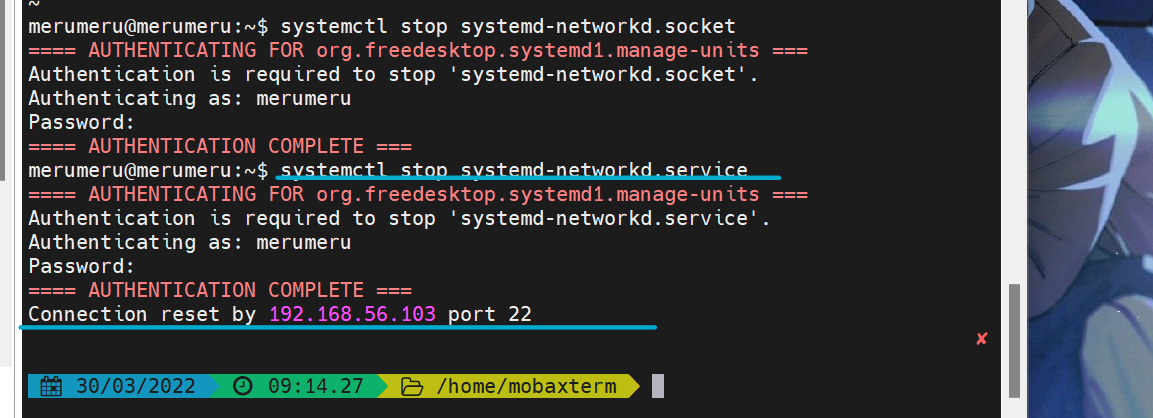 ~
merumeru@merumeru:~$ systemctl stop systemd-networkd.socket
==== AUTHENTICATING FOR org.freedesktop.systemd1.manage-units ===
Authentication is required to stop 'systemd-networkd.socket'.
Authenticating as: merumeru
Password:
==== AUTHENTICATION COMPLETE ===
merumeru@merumeru:~$ systemctl stop systemd-networkd.service
==== AUTHENTICATING FOR org.freedesktop.systemd1.manage-units ===
Authentication is required to stop 'systemd-networkd.service'.
Authenticating as: merumeru
Password:
==== AUTHENTICATION COMPLETE ===
Connection reset by 192.168.56.103 port 22
✘
30/03/2022 09:14.27 /home/mobaxterm